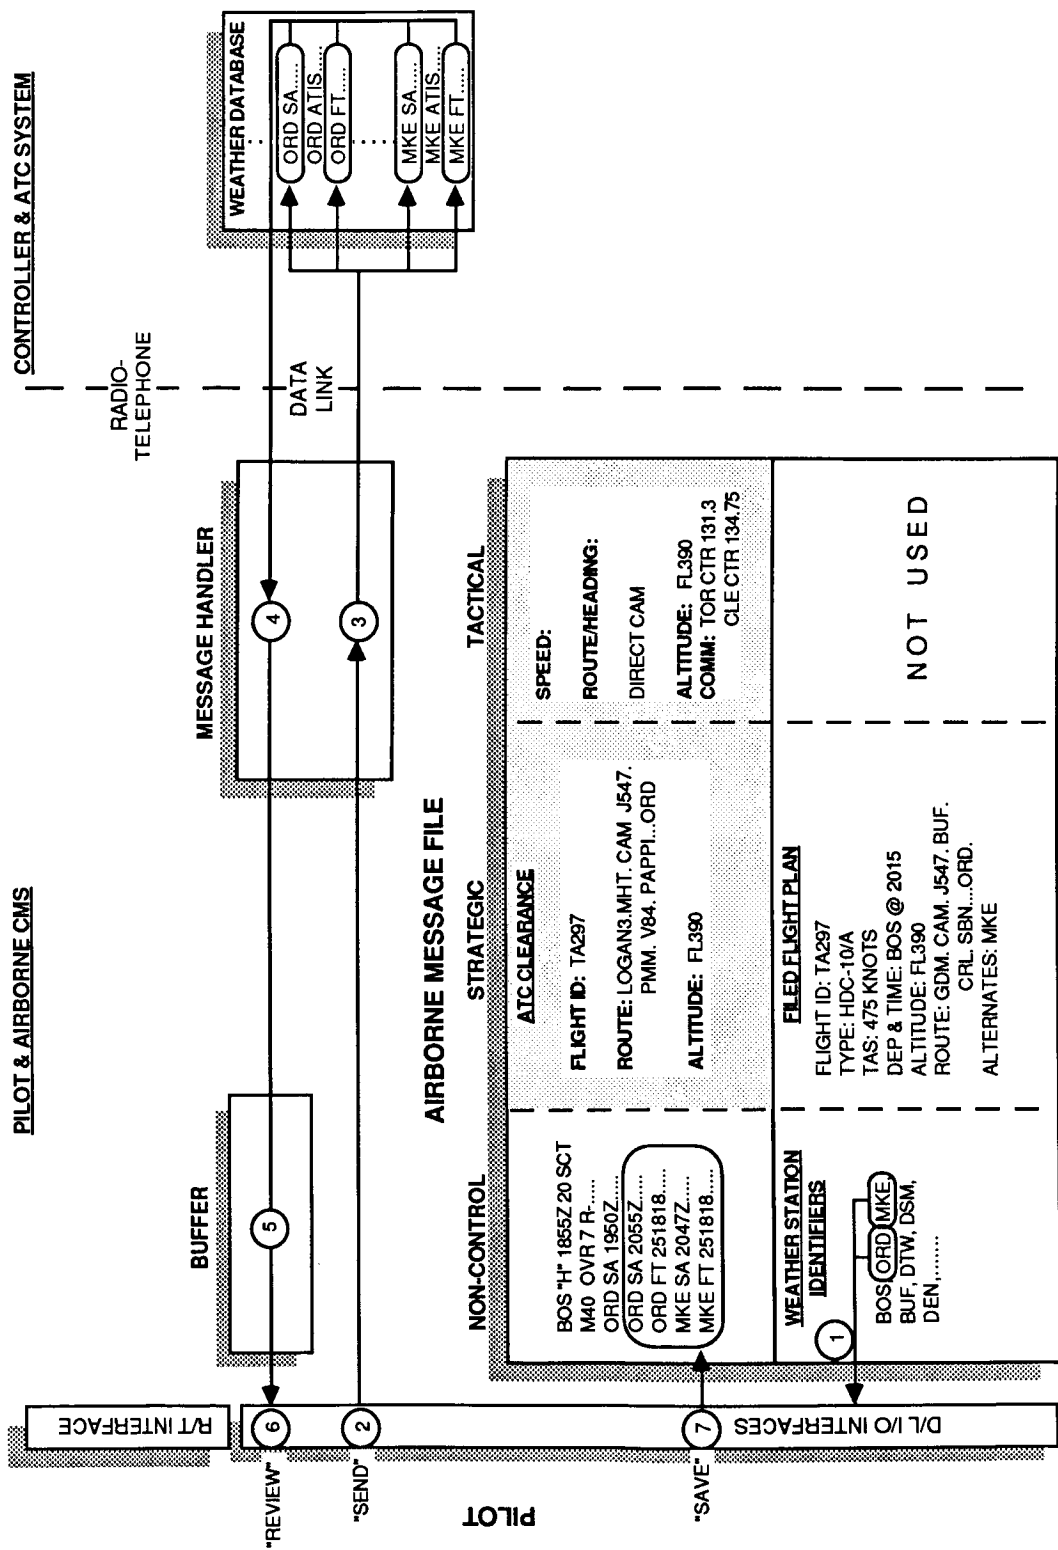 PILOT & AIRBORNE CMS
CONTROLLER & ATC SYSTEM
RADIO-
TELEPHONE
DATA
LINK
R/T INTERFACE
D/L I/O INTERFACES
PILOT
"REVIEW"
6
"SEND"
2
"SAVE"
7
BUFFER
5
MESSAGE HANDLER
4
3
WEATHER DATABASE
ORD SA.....
ORD ATIS.....
ORD FT.....
MKE SA.....
MKE ATIS.....
MKE FT.....
AIRBORNE MESSAGE FILE
NON-CONTROL
STRATEGIC
TACTICAL
BOS "H" 1855Z 20 SCT
M40 OVR 7 R-.....
ORD SA 1950Z....
ORD SA 2055Z....
ORD FT 251818....
MKE SA 2047Z.....
MKE FT 251818.....
ATC CLEARANCE
FLIGHT ID: TA297
ROUTE: LOGAN3.MHT. CAM J547.
PMM. V84. PAPPI...ORD
ALTITUDE: FL390
SPEED:
ROUTE/HEADING:
DIRECT CAM
ALTITUDE: FL390
COMM: TOR CTR 131.3
CLE CTR 134.75
WEATHER STATION
IDENTIFIERS
1
BOS, ORD, MKE,
BUF, DTW, DSM,
DEN,.......
FILED FLIGHT PLAN
FLIGHT ID: TA297
TYPE: HDC-10/A
TAS: 475 KNOTS
DEP & TIME: BOS @ 2015
ALTITUDE: FL390
ROUTE: GDM. CAM. J547. BUF.
CRL. SBN....ORD.
ALTERNATES: MKE
NOT USED